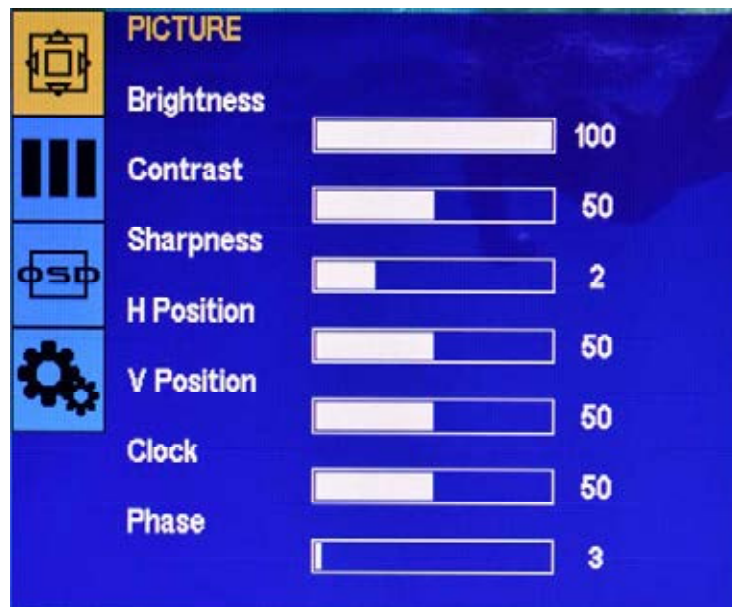 PICTURE
Brightness
100
Contrast
50
Sharpness
2
OSD
H Position
50
V Position
50
Clock
50
Phase
3